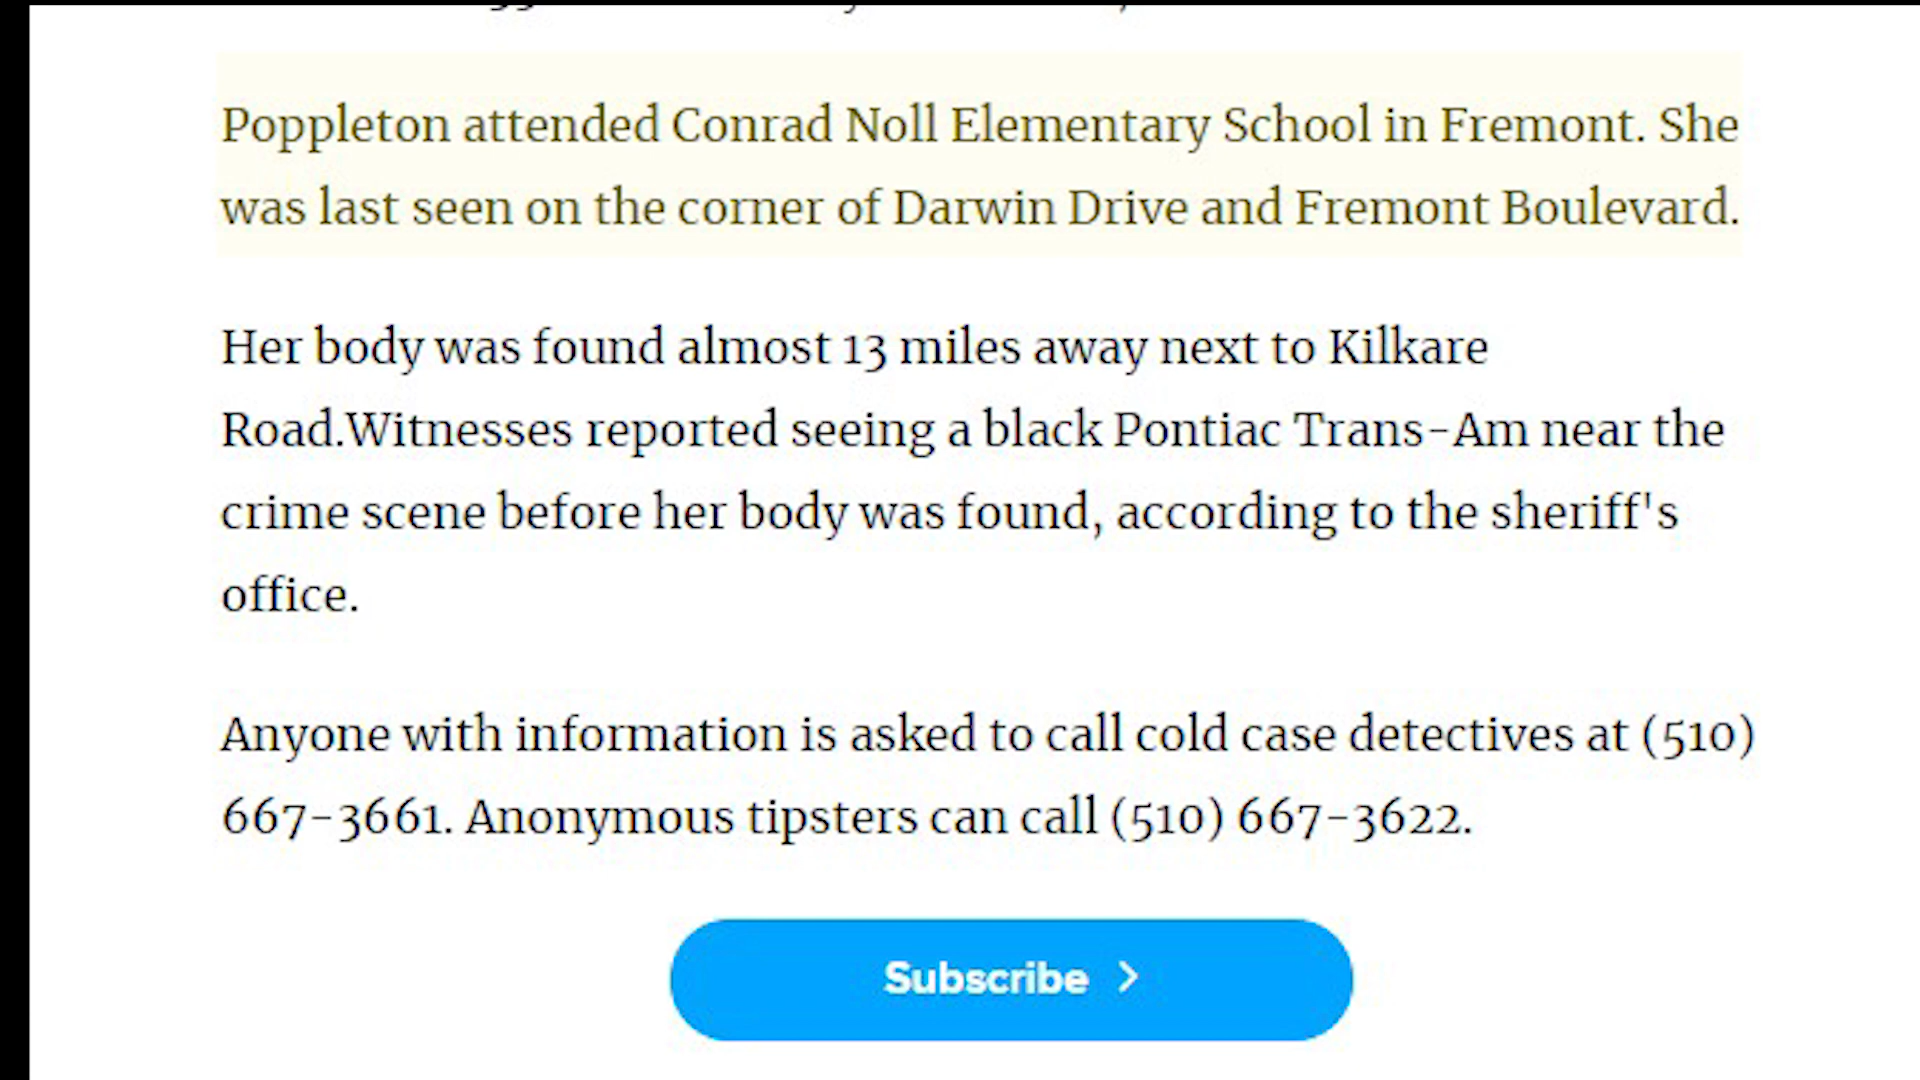 Poppleton attended Conrad Noll Elementary School in Fremont. She
was last seen on the corner of Darwin Drive and Fremont Boulevard.
Her body was found almost 13 miles away next to Kilkare
Road.Witnesses reported seeing a black Pontiac Trans-Am near the
crime scene before her body was found, according to the sheriff's
office.
Anyone with information is asked to call cold case detectives at (510)
667-3661. Anonymous tipsters can call (510) 667-3622.
Subscribe >